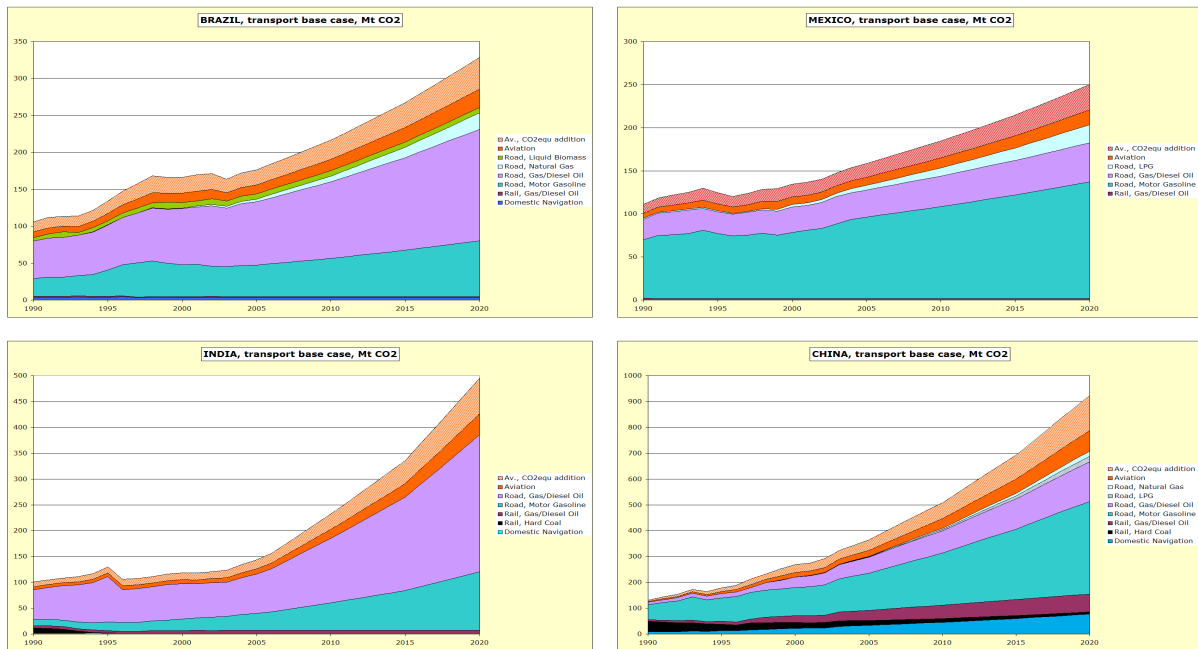 BRAZIL, transport base case, Mt CO2
350
300
250
200
150
100
50
0
1990 1995 2000 2005 2010 2015 2020
Av., CO2equ addition
Aviation
Road, Liquid Biomass
Road, Natural Gas
Road, Gas/Diesel Oil
Road, Motor Gasoline
Rail, Gas/Diesel Oil
Domestic Navigation
MEXICO, transport base case, Mt CO2
300
250
200
150
100
50
0
1990 1995 2000 2005 2010 2015 2020
Av., CO2equ addition
Aviation
Road, LPG
Road, Gas/Diesel Oil
Road, Motor Gasoline
Rail, Gas/Diesel Oil
INDIA, transport base case, Mt CO2
500
450
400
350
300
250
200
150
100
50
0
1990 1995 2000 2005 2010 2015 2020
Av., CO2equ addition
Aviation
Road, Gas/Diesel Oil
Road, Motor Gasoline
Rail, Gas/Diesel Oil
Rail, Hard Coal
Domestic Navigation
CHINA, transport base case, Mt CO2
1000
900
800
700
600
500
400
300
200
100
0
1990 1995 2000 2005 2010 2015 2020
Av., CO2equ addition
Aviation
Road, Natural Gas
Road, LPG
Road, Gas/Diesel Oil
Road, Motor Gasoline
Rail, Gas/Diesel Oil
Rail, Hard Coal
Domestic Navigation